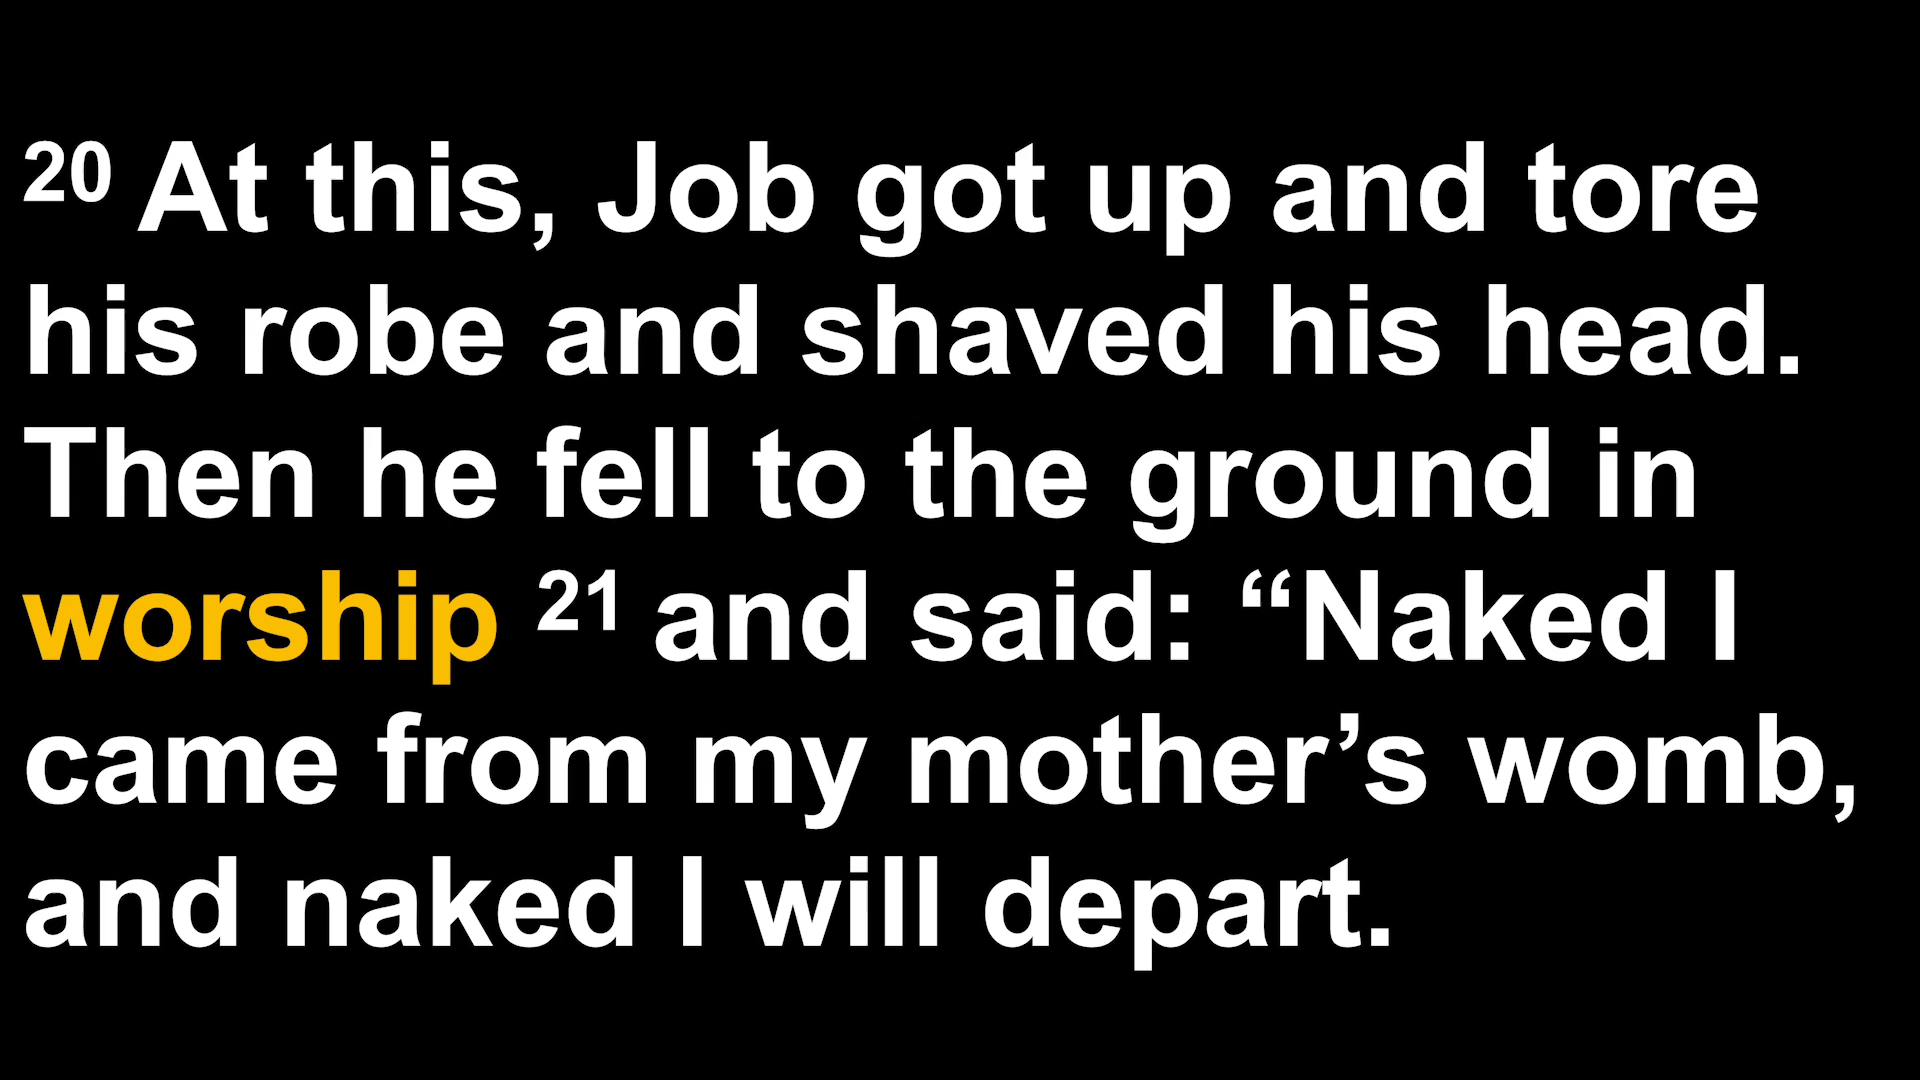 20 At this, Job got up and tore
his robe and shaved his head.
Then he fell to the ground in
worship 21 and said: “Naked I
came from my mother’s womb,
and naked I will depart.